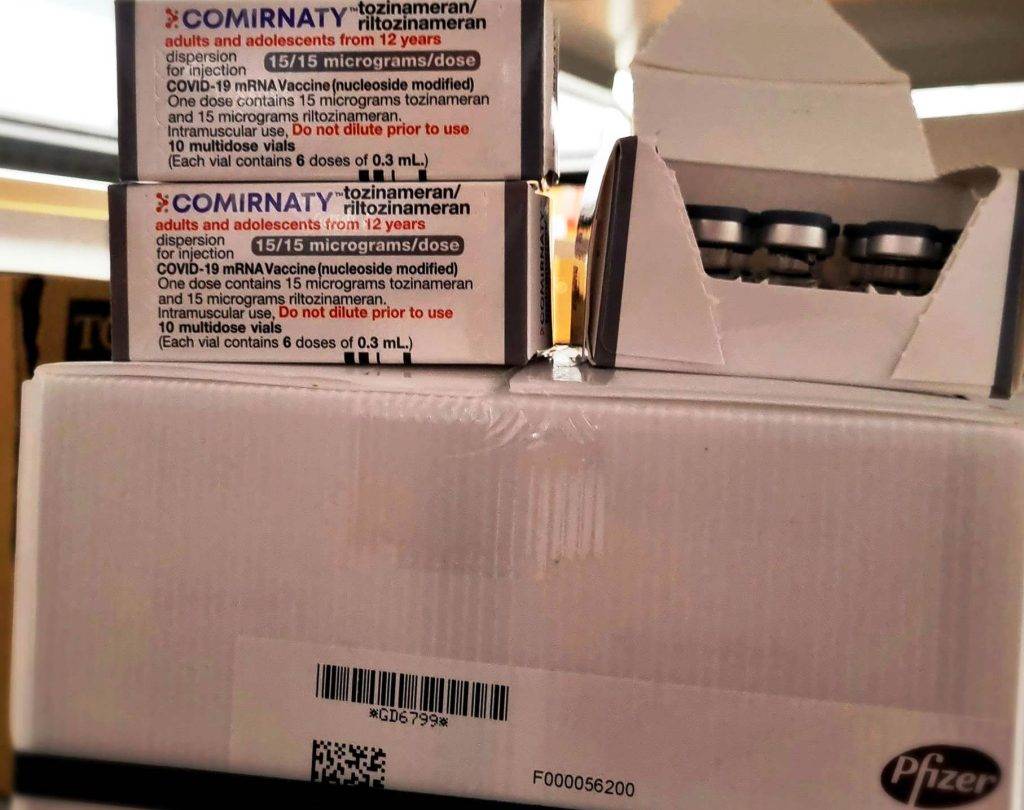 COMIRNATY™ tozinameran/
riltozinameran
adults and adolescents from 12 years
dispersion
for injection
15/15 micrograms/dose
COVID-19 mRNA Vaccine (nucleoside modified)
One dose contains 15 micrograms tozinameran
and 15 micrograms riltozinameran.
Intramuscular use, Do not dilute prior to use
10 multidose vials
(Each vial contains 6 doses of 0.3 mL.)
COMIRNATY™ tozinameran/
riltozinameran
adults and adolescents from 12 years
dispersion
for injection
15/15 micrograms/dose
COVID-19 mRNA Vaccine (nucleoside modified)
One dose contains 15 micrograms tozinameran
and 15 micrograms riltozinameran.
Intramuscular use, Do not dilute prior to use
10 multidose vials
(Each vial contains 6 doses of 0.3 mL.)
COMIRNATY
*GD6799*
F000056200
Pfizer